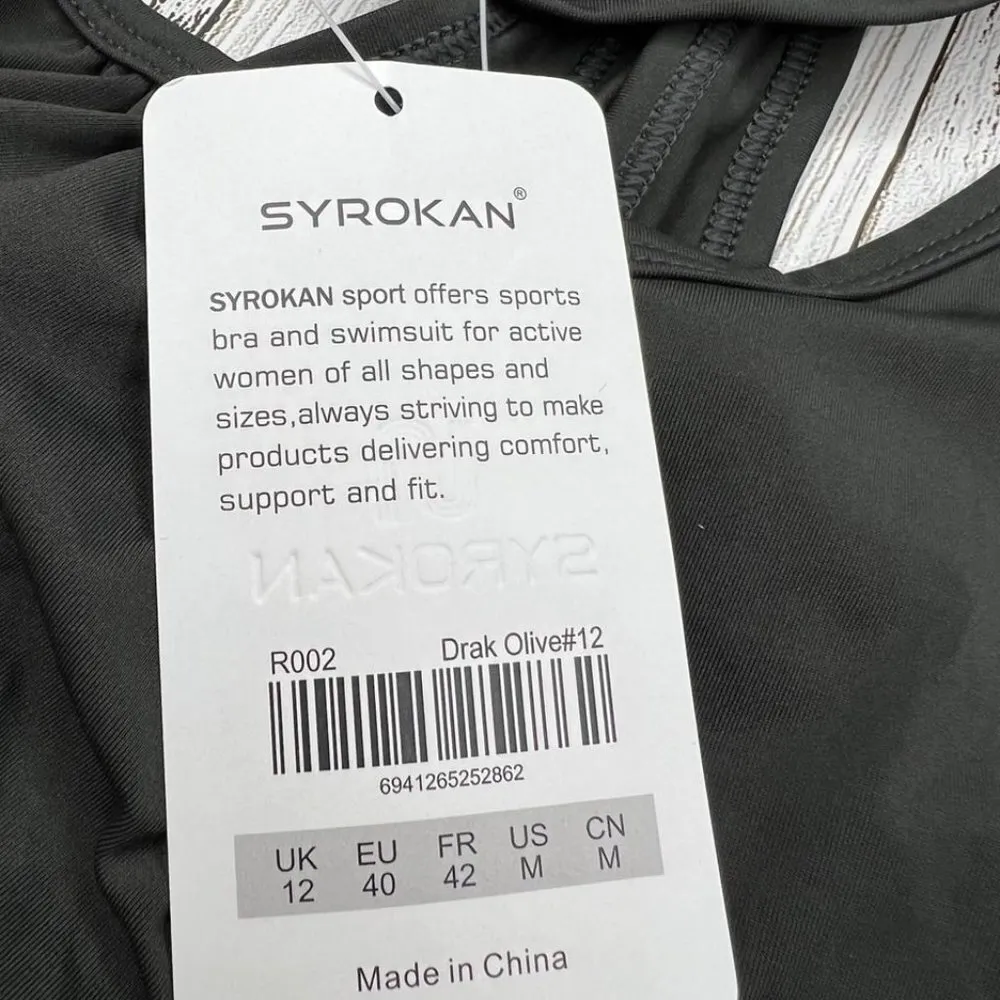 SYROKAN®
SYROKAN sport offers sports
bra and swimsuit for active
women of all shapes and
sizes,always striving to make
products delivering comfort,
support and fit.
SYROKAN
R002 Drak Olive#12
6941265252862
UK EU FR US CN
12 40 42 M M
Made in China